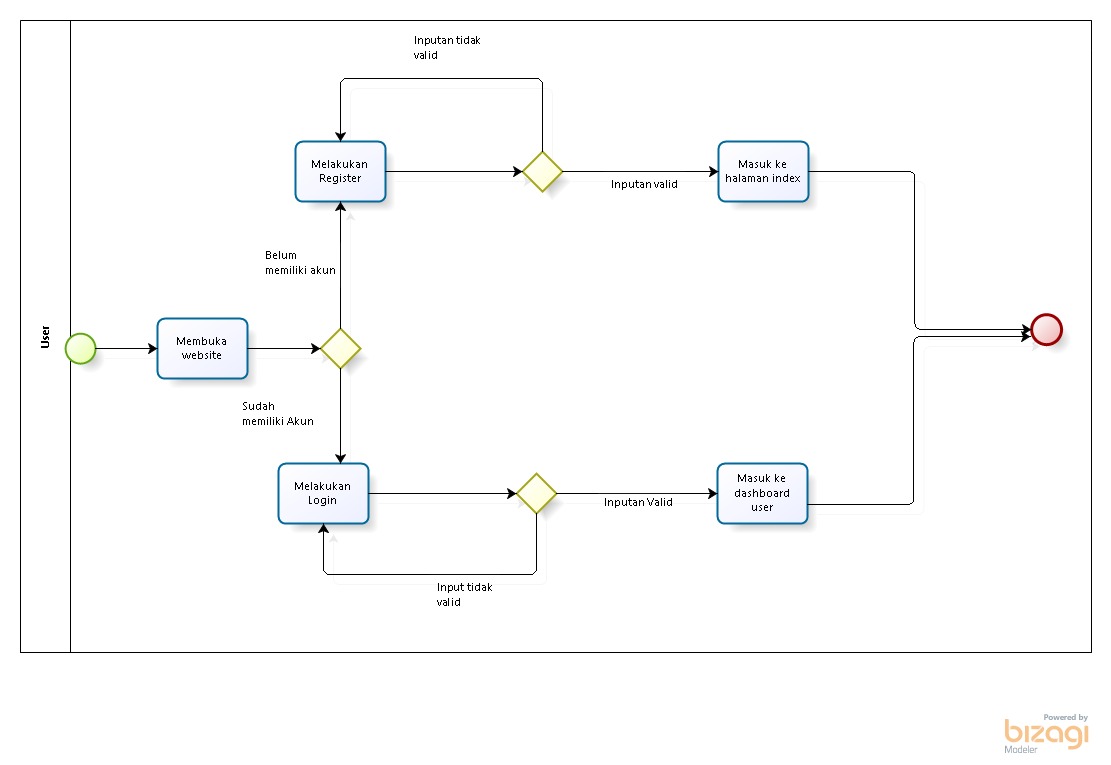 Inputan tidak
valid
Melakukan
Register
Inputan valid
Masuk ke
halaman index
Belum
memiliki akun
User
Membuka
website
Sudah
memiliki Akun
Melakukan
Login
Inputan Valid
Masuk ke
dashboard
user
Input tidak
valid
Powered by
bizagi
Modeler